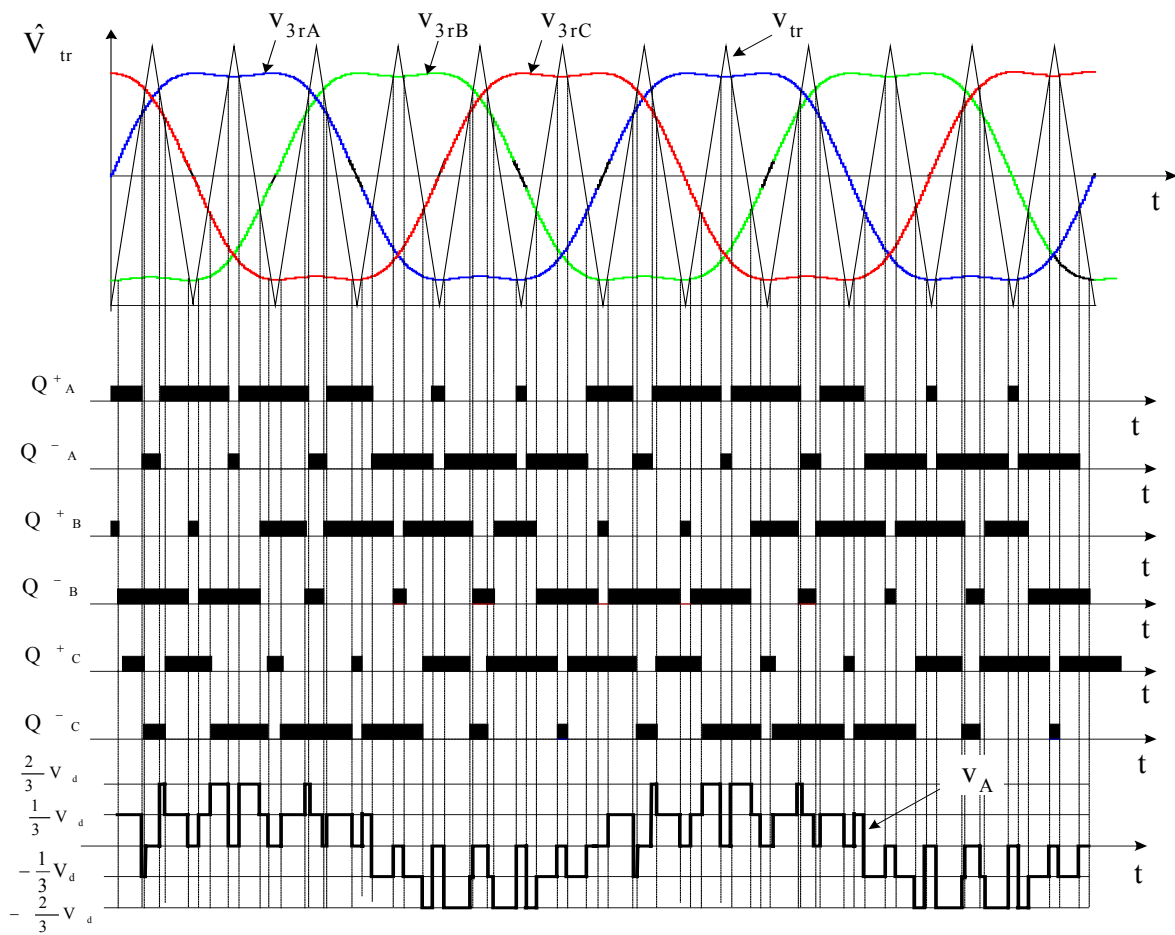 V̂ tr
v 3rA
v 3rB
v 3rC
v tr
t
Q + A
t
Q − A
t
Q + B
t
Q − B
t
Q + C
t
Q − C
t
2/3 V d
v A
1/3 V d
− 1/3 V d
t
− 2/3 V d